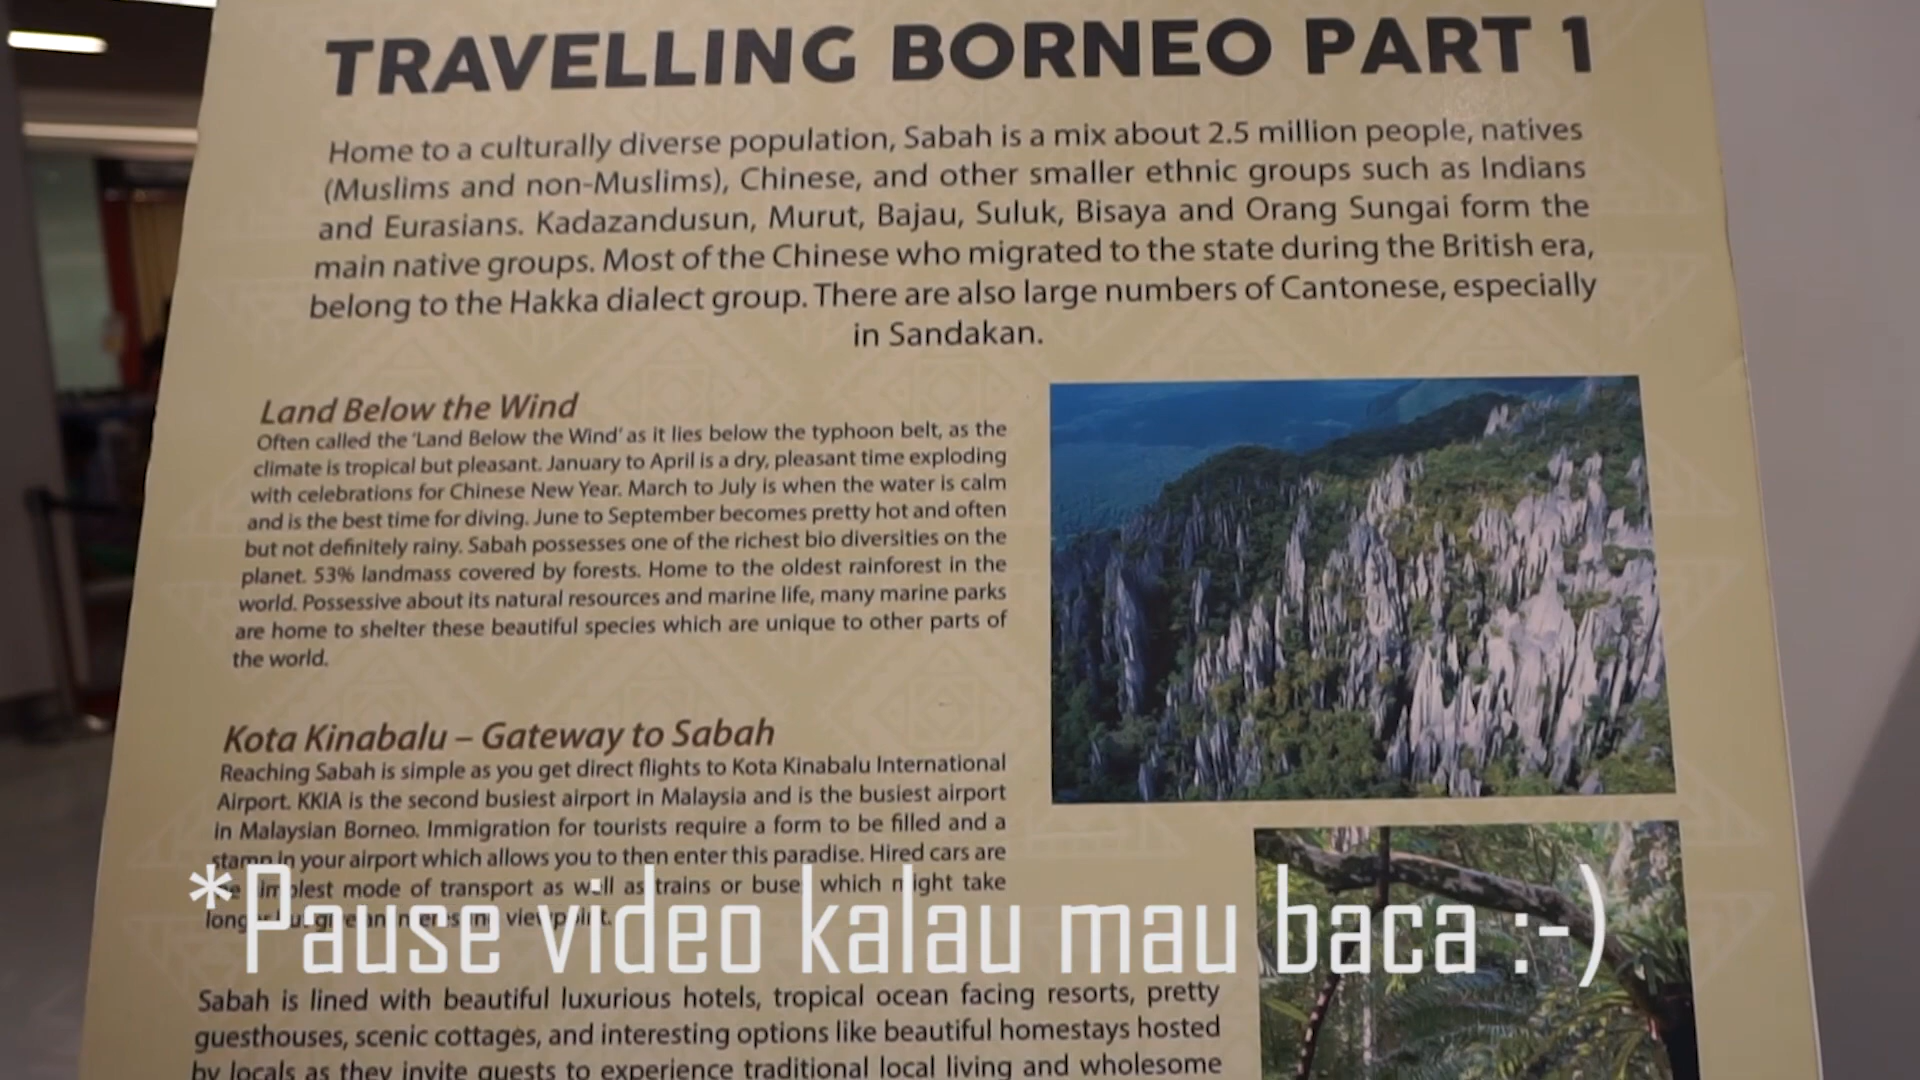 TRAVELLING BORNEO PART 1
Home to a culturally diverse population, Sabah is a mix about 2.5 million people, natives
(Muslims and non-Muslims), Chinese, and other smaller ethnic groups such as Indians
and Eurasians. Kadazandusun, Murut, Bajau, Suluk, Bisaya and Orang Sungai form the
main native groups. Most of the Chinese who migrated to the state during the British era,
belong to the Hakka dialect group. There are also large numbers of Cantonese, especially
in Sandakan.
Land Below the Wind
Often called the 'Land Below the Wind' as it lies below the typhoon belt, as the
climate is tropical but pleasant. January to April is a dry, pleasant time exploding
with celebrations for Chinese New Year. March to July is when the water is calm
and is the best time for diving. June to September becomes pretty hot and often
but not definitely rainy. Sabah possesses one of the richest bio diversities on the
planet. 53% landmass covered by forests. Home to the oldest rainforest in the
world. Possessive about its natural resources and marine life, many marine parks
are home to shelter these beautiful species which are unique to other parts of
the world.
Kota Kinabalu – Gateway to Sabah
Reaching Sabah is simple as you get direct flights to Kota Kinabalu International
Airport. KKIA is the second busiest airport in Malaysia and is the busiest airport
in Malaysian Borneo. Immigration for tourists require a form to be filled and a
stamp in your airport which allows you to then enter this paradise. Hired cars are
simplest mode of transport as well as trains or buses which might take
viewpoint.
*Pause video kalau mau baca :-)
Sabah is lined with beautiful luxurious hotels, tropical ocean facing resorts, pretty
guesthouses, scenic cottages, and interesting options like beautiful homestays hosted
by locals as they invite guests to experience traditional local living and wholesome